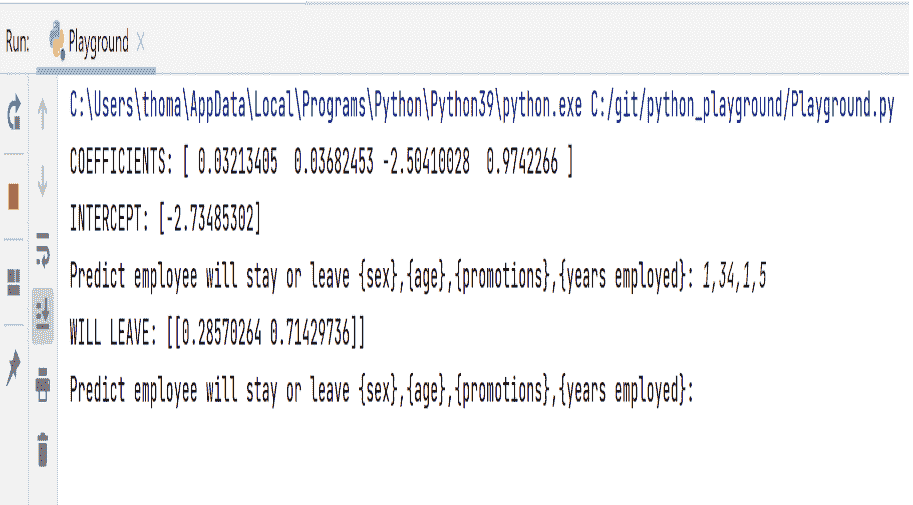 Run: Playground
C:\Users\thoma\AppData\Local\Programs\Python\Python39\python.exe C:/git/python_playground/Playground.py
COEFFICIENTS: [ 0.03213405  0.03682453 -2.50410028  0.9742266 ]
INTERCEPT: [-2.73485302]
Predict employee will stay or leave {sex},{age},{promotions},{years employed}: 1,34,1,5
WILL LEAVE: [[0.28570264 0.71429736]]
Predict employee will stay or leave {sex},{age},{promotions},{years employed}: